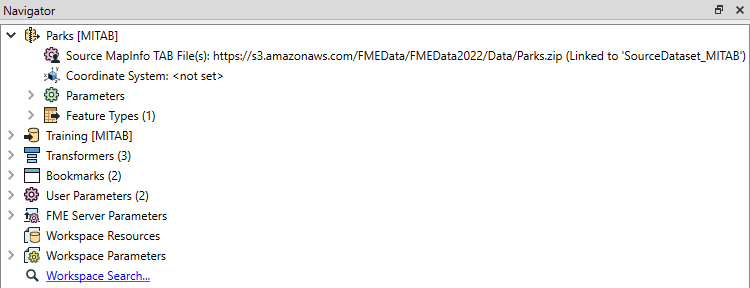 Navigator
Parks [MITAB]
Source MapInfo TAB File(s): https://s3.amazonaws.com/FMEData/FMEData2022/Data/Parks.zip (Linked to 'SourceDataset_MITAB')
Coordinate System: <not set>
Parameters
Feature Types (1)
Training [MITAB]
Transformers (3)
Bookmarks (2)
User Parameters (2)
FME Server Parameters
Workspace Resources
Workspace Parameters
Workspace Search...